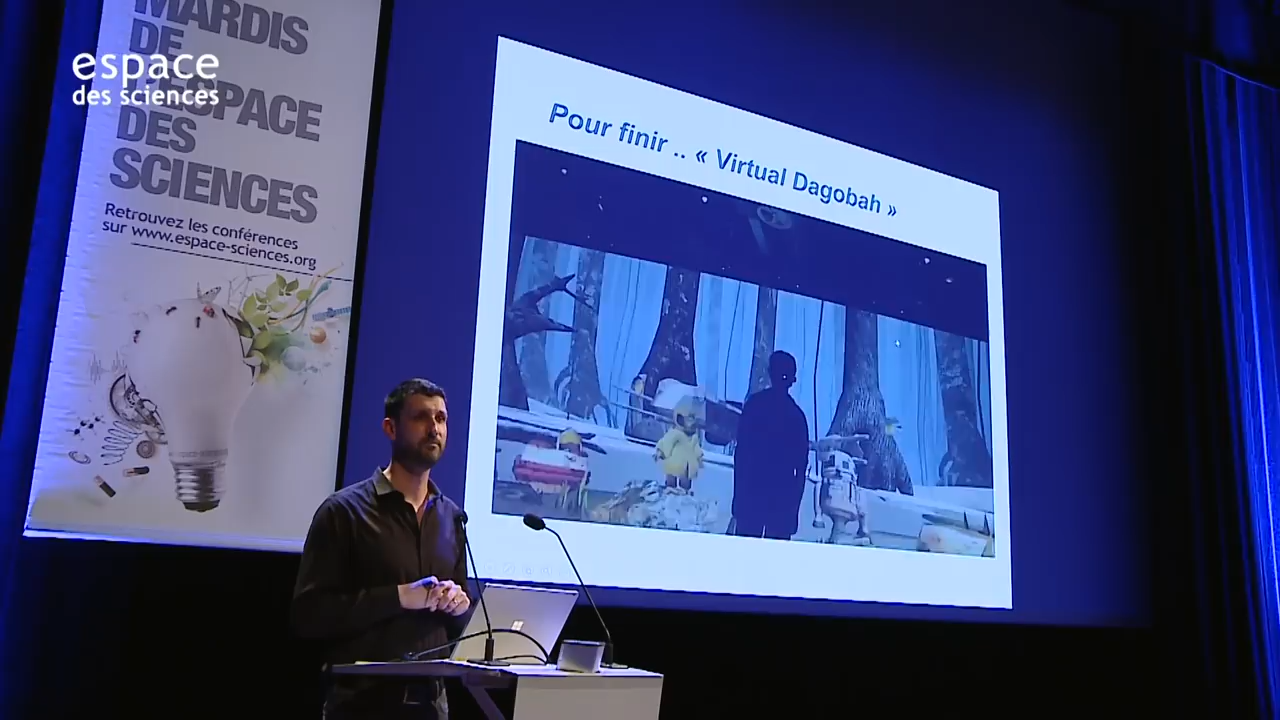 MARDIS
DE
L'ESPACE
DES
SCIENCES
Retrouvez les conférences
sur www.espace-sciences.org
espace
des sciences
Pour finir .. « Virtual Dagobah »